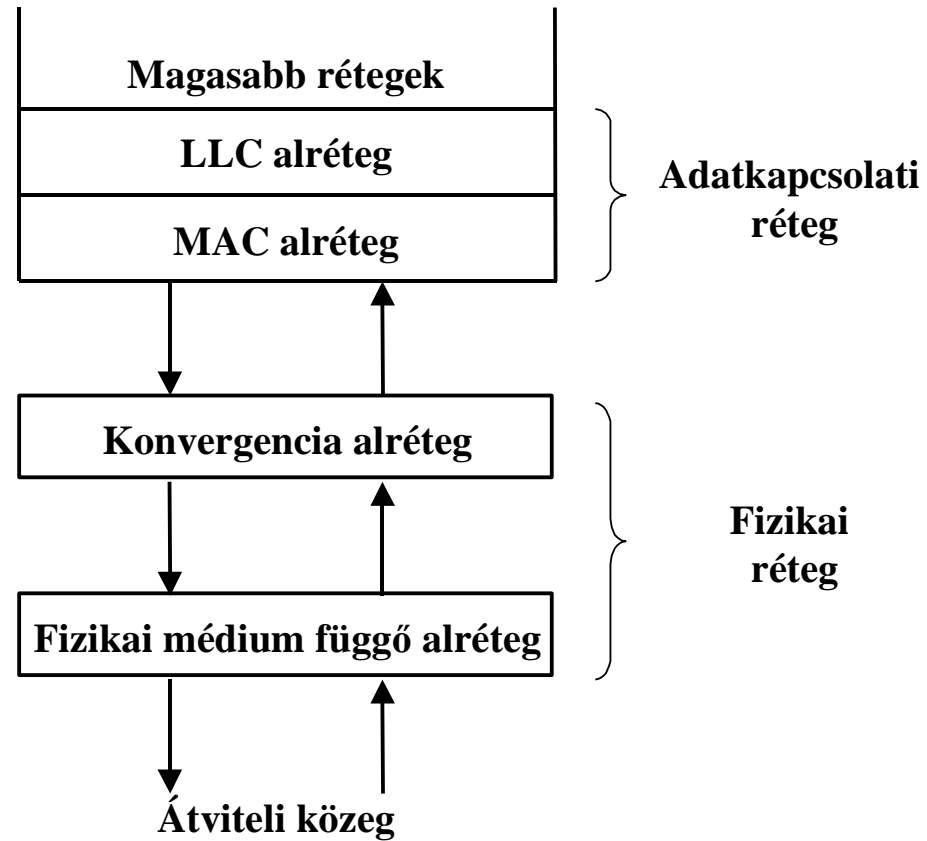 Magasabb rétegek
LLC alréteg
MAC alréteg
Adatkapcsolati
réteg
Konvergencia alréteg
Fizikai médium függő alréteg
Fizikai
réteg
Átviteli közeg